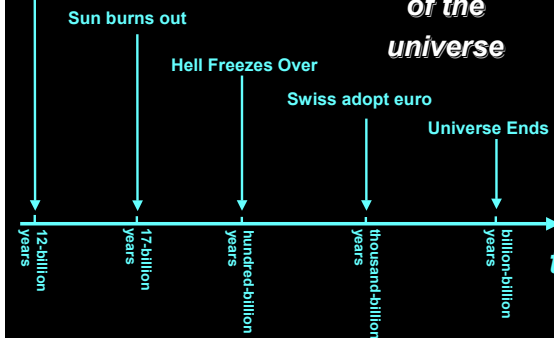 of the
universe
Sun burns out
Hell Freezes Over
Swiss adopt euro
Universe Ends
12-billion
years
17-billion
years
hundred-billion
years
thousand-billion
years
billion-billion
years
t